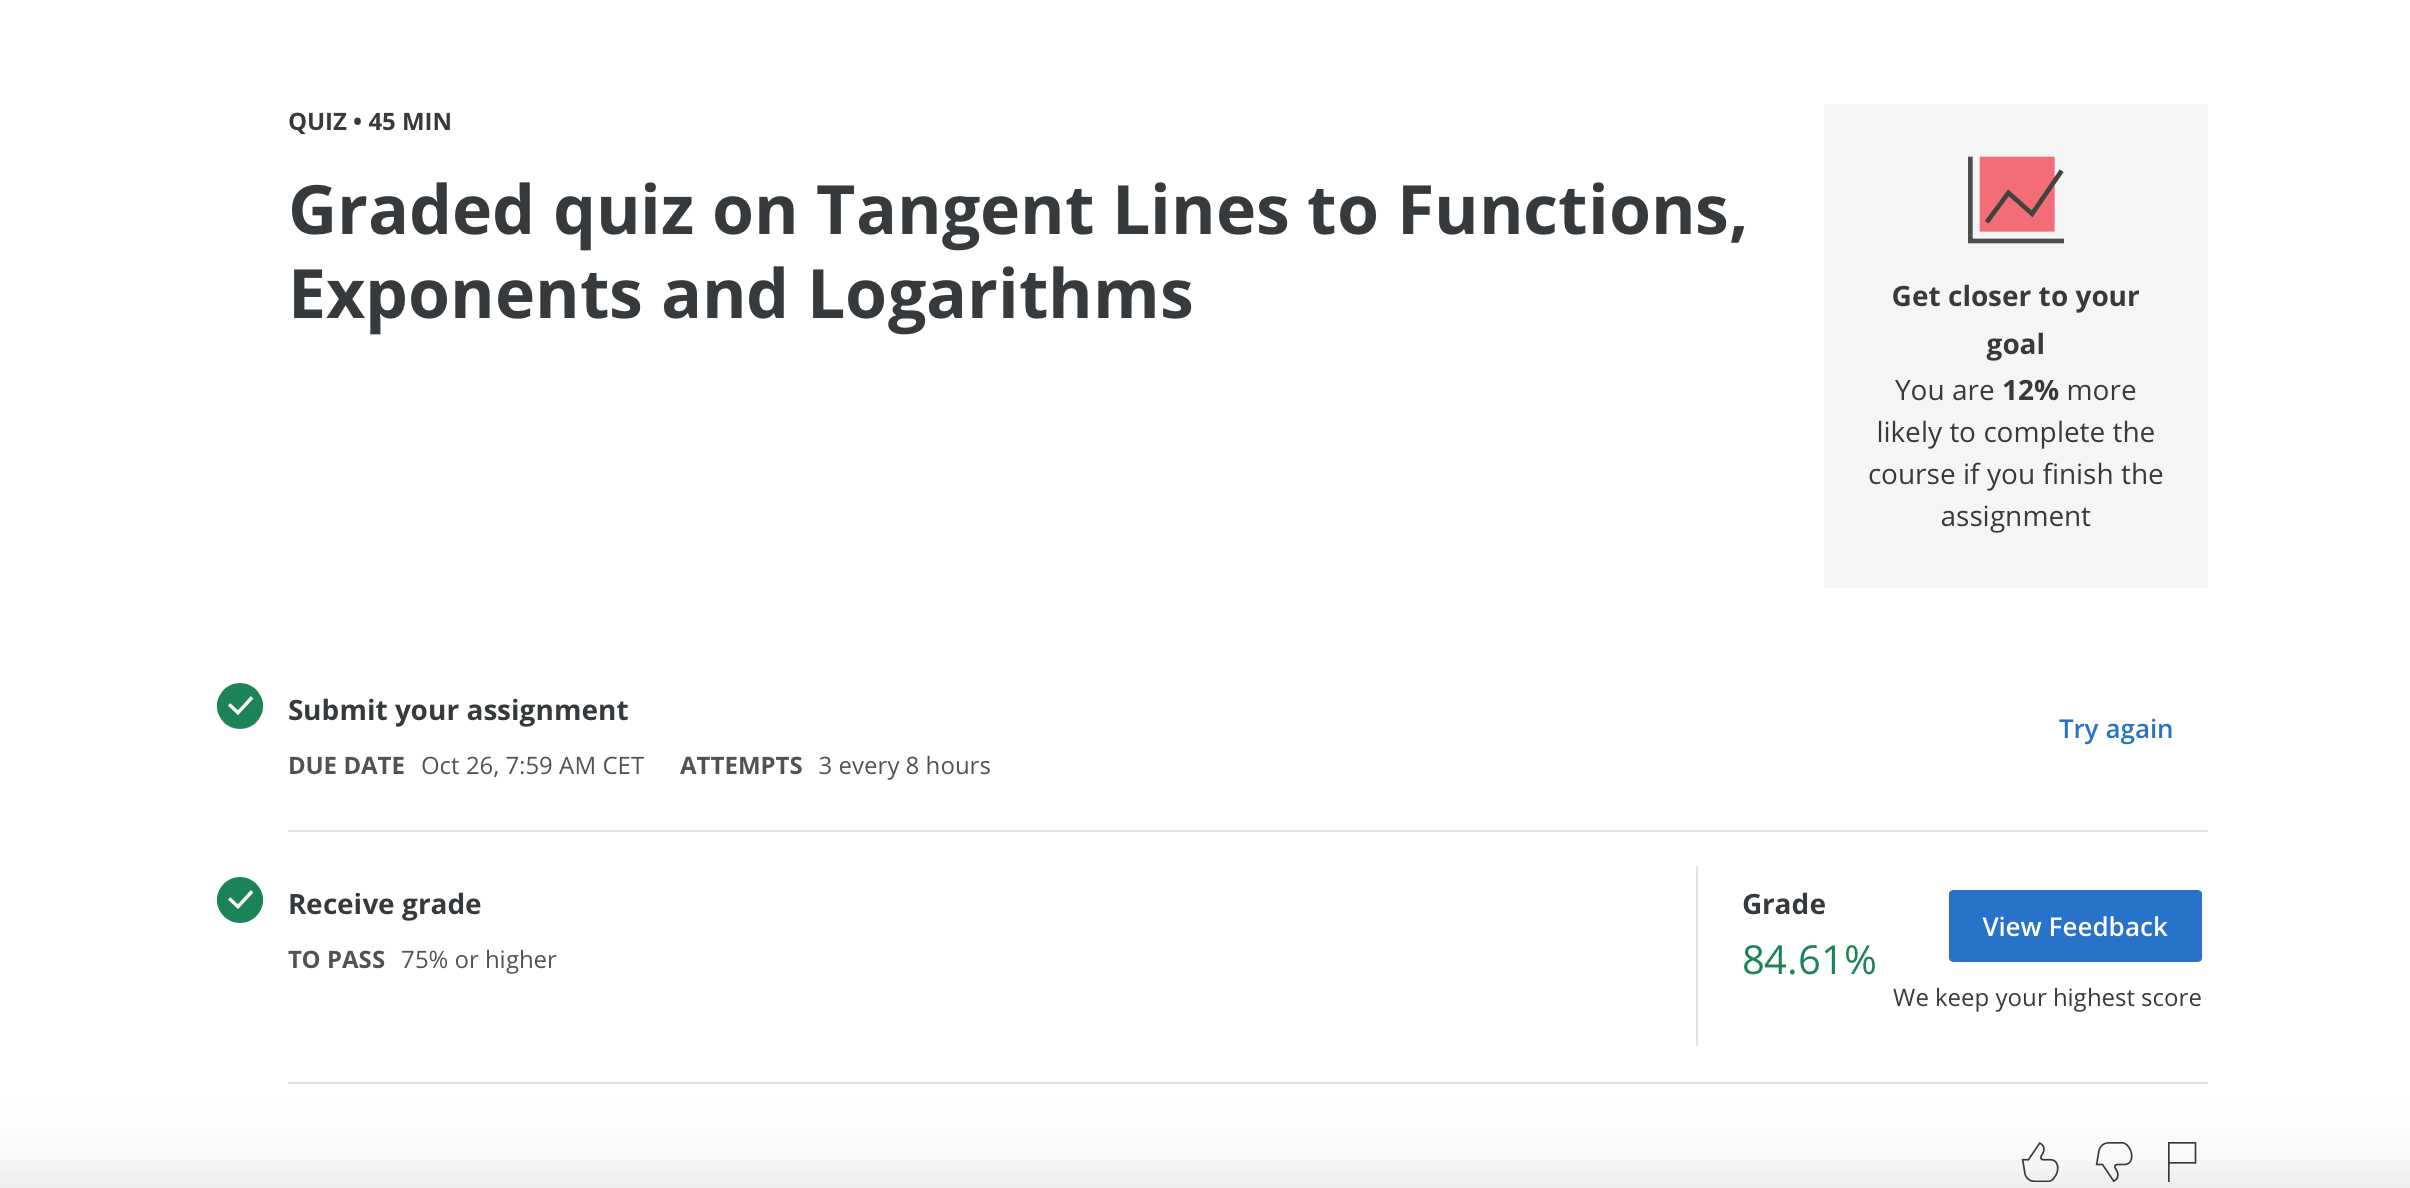 QUIZ • 45 MIN
Graded quiz on Tangent Lines to Functions,
Exponents and Logarithms
Get closer to your
goal
You are 12% more
likely to complete the
course if you finish the
assignment
Submit your assignment
Try again
DUE DATE Oct 26, 7:59 AM CET ATTEMPTS 3 every 8 hours
Receive grade
TO PASS 75% or higher
Grade
84.61%
View Feedback
We keep your highest score